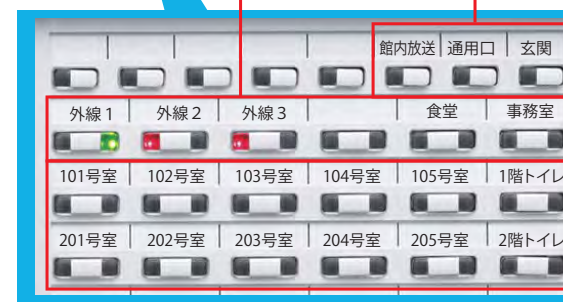 館内放送 通用口 玄関
外線1 外線2 外線3 食堂 事務室
101号室 102号室 103号室 104号室 105号室 1階トイレ
201号室 202号室 203号室 204号室 205号室 2階トイレ